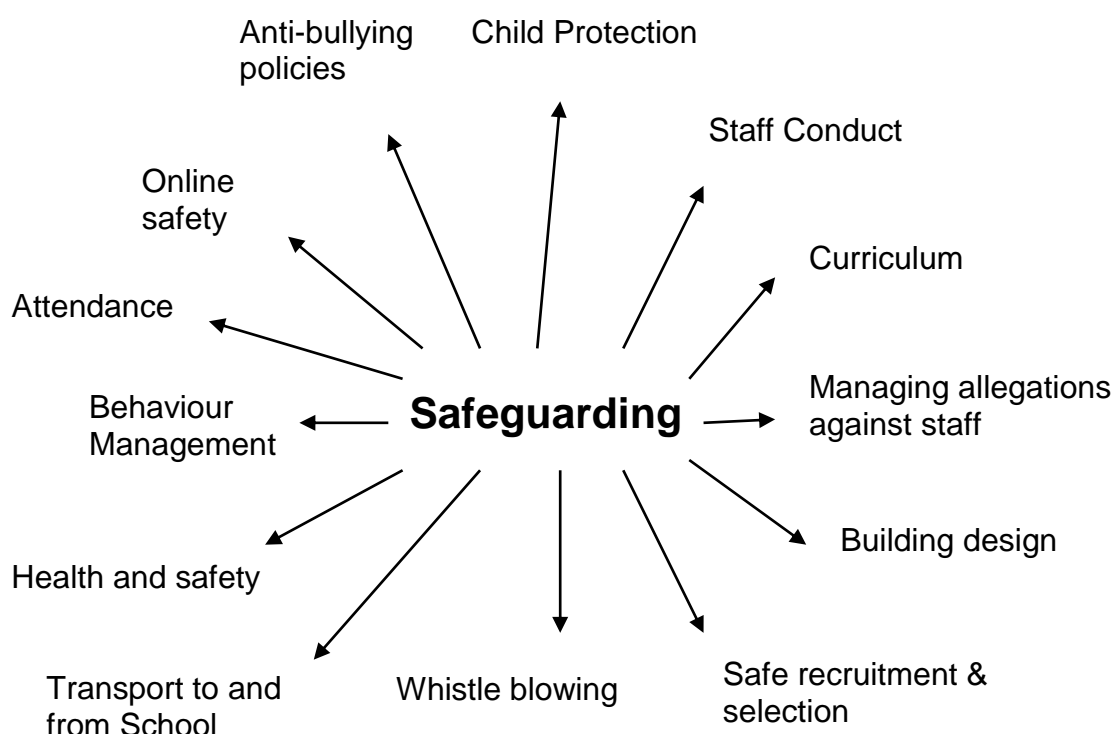 Anti-bullying
policies
Child Protection
Staff Conduct
Online
safety
Curriculum
Attendance
Managing allegations
against staff
Behaviour
Management
Safeguarding
Building design
Health and safety
Safe recruitment &
selection
Whistle blowing
Transport to and
from School